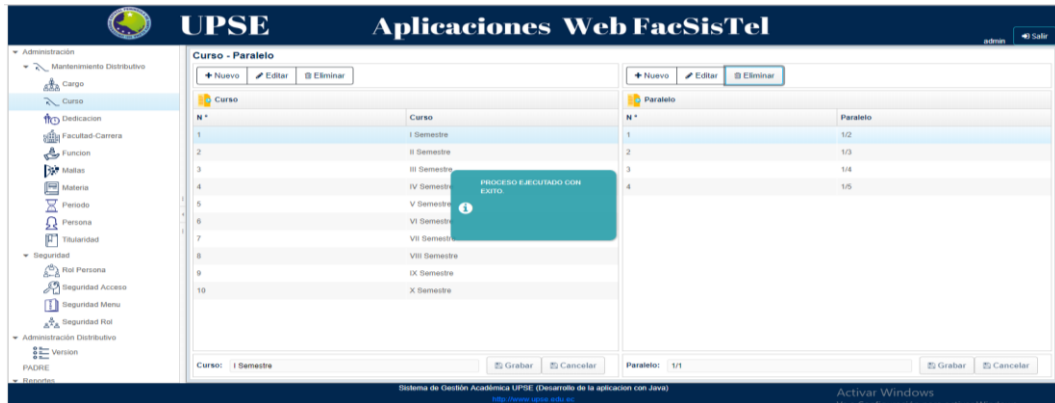 UPSE
Aplicaciones Web FacSisTel
admin
Salir
Administración
Mantenimiento Distributivo
Cargo
Curso
Dedicacion
Facultad-Carrera
Funcion
Mallas
Materia
Periodo
Persona
Titularidad
Seguridad
Rol Persona
Seguridad Acceso
Seguridad Menu
Seguridad Rol
Administración Distributivo
Version
PADRE
Reportes
Curso - Paralelo
Nuevo Editar Eliminar
Curso
N° Curso
1 I Semestre
2 II Semestre
3 III Semestre
4 IV Semestre
5 V Semestre
6 VI Semestre
7 VII Semestre
8 VIII Semestre
9 IX Semestre
10 X Semestre
Curso: I Semestre Grabar Cancelar
Nuevo Editar Eliminar
Paralelo
N° Paralelo
1 1/2
2 1/3
3 1/4
4 1/5
Paralelo: 1/1 Grabar Cancelar
PROCESO EJECUTADO CON
EXITO.
Sistema de Gestión Académica UPSE (Desarrollo de la aplicacion con Java)
http://www.upse.edu.ec
Activar Windows